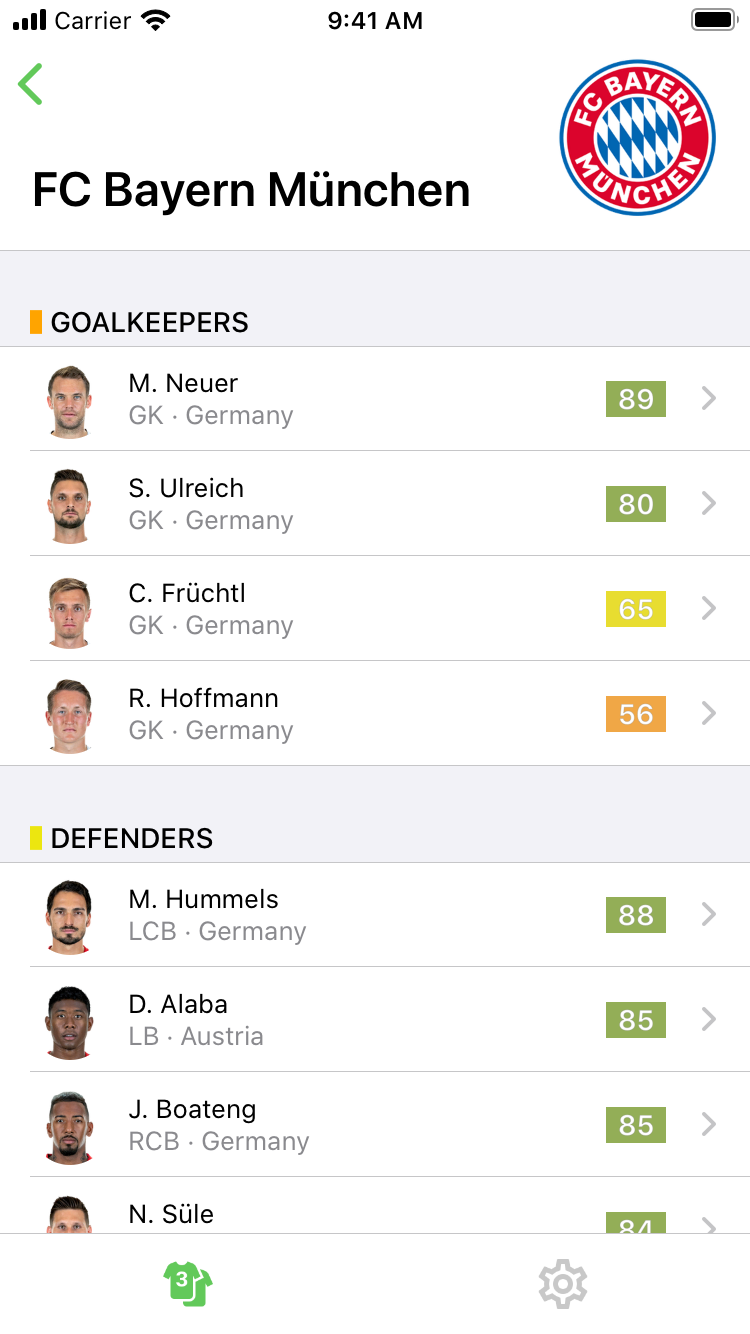 Carrier 9:41 AM
FC BAYERN
MÜNCHEN
FC Bayern München
GOALKEEPERS
M. Neuer
GK · Germany
89
S. Ulreich
GK · Germany
80
C. Früchtl
GK · Germany
65
R. Hoffmann
GK · Germany
56
DEFENDERS
M. Hummels
LCB · Germany
88
D. Alaba
LB · Austria
85
J. Boateng
RCB · Germany
85
N. Süle
84
3